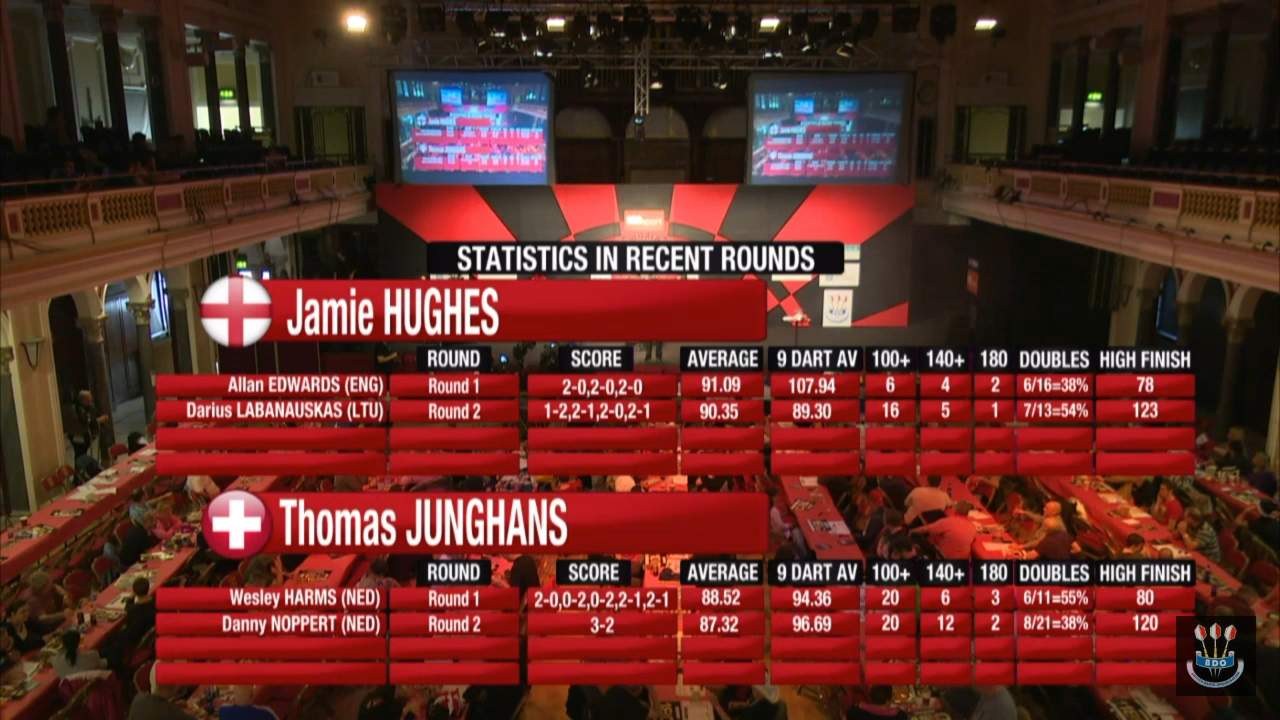 STATISTICS IN RECENT ROUNDS
Jamie HUGHES
ROUND SCORE AVERAGE 9 DART AV 100+ 140+ 180 DOUBLES HIGH FINISH
Allan EDWARDS (ENG) Round 1 2-0,2-0,2-0 91.09 107.94 6 4 2 6/16=38% 78
Darius LABANAUSKAS (LTU) Round 2 1-2,2-1,2-0,2-1 90.35 89.30 16 5 1 7/13=54% 123
Thomas JUNGHANS
ROUND SCORE AVERAGE 9 DART AV 100+ 140+ 180 DOUBLES HIGH FINISH
Wesley HARMS (NED) Round 1 2-0,0-2,0-2,2-1,2-1 88.52 94.36 20 6 3 6/11=55% 80
Danny NOPPERT (NED) Round 2 3-2 87.32 96.69 20 12 2 8/21=38% 120
BDO